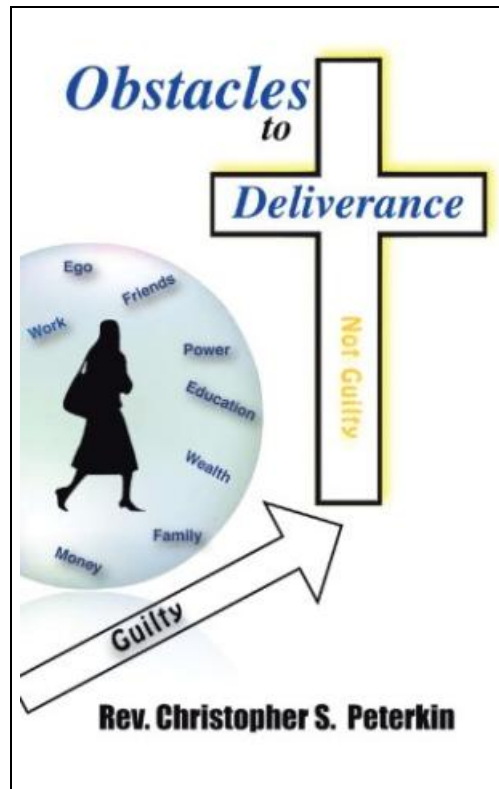 Obstacles
to
Deliverance
Not Guilty
Ego
Friends
Work
Power
Education
Wealth
Family
Money
Guilty
Rev. Christopher S. Peterkin